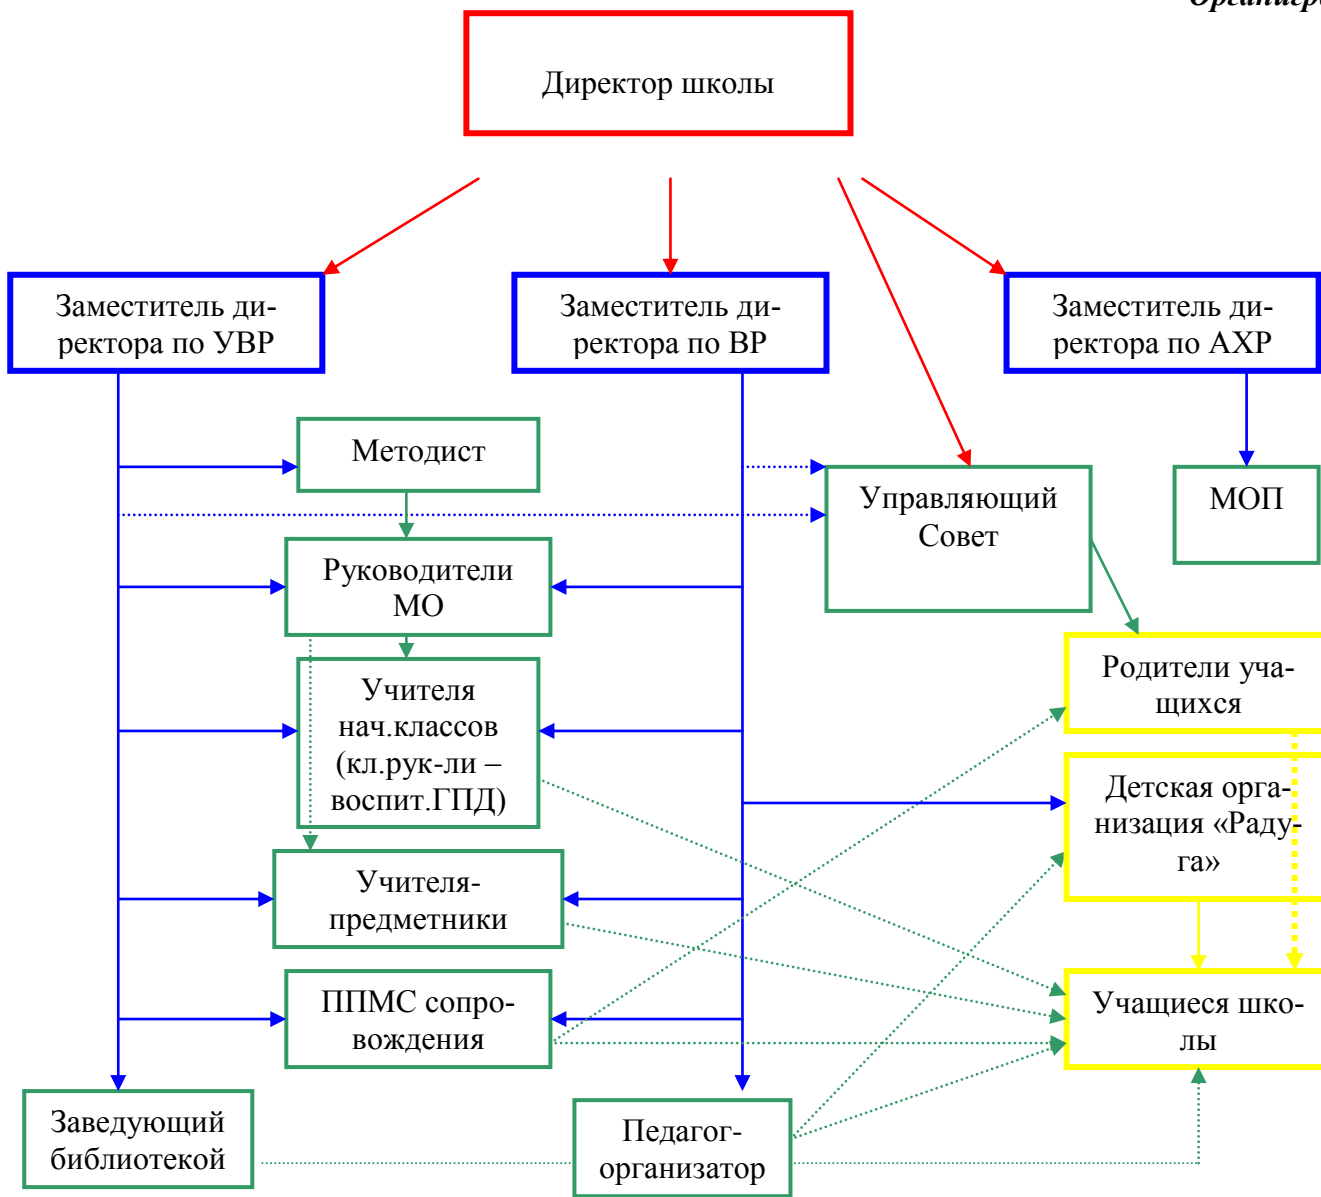 Директор школы
Заместитель ди-
ректора по УВР
Заместитель ди-
ректора по ВР
Заместитель ди-
ректора по АХР
Методист
Управляющий
Совет
МОП
Руководители
МО
Учителя
нач.классов
(кл.рук-ли –
воспит.ГПД)
Родители уча-
щихся
Детская орга-
низация «Раду-
га»
Учителя-
предметники
ППМС сопро-
вождения
Учащиеся шко-
лы
Заведующий
библиотекой
Педагог-
организатор